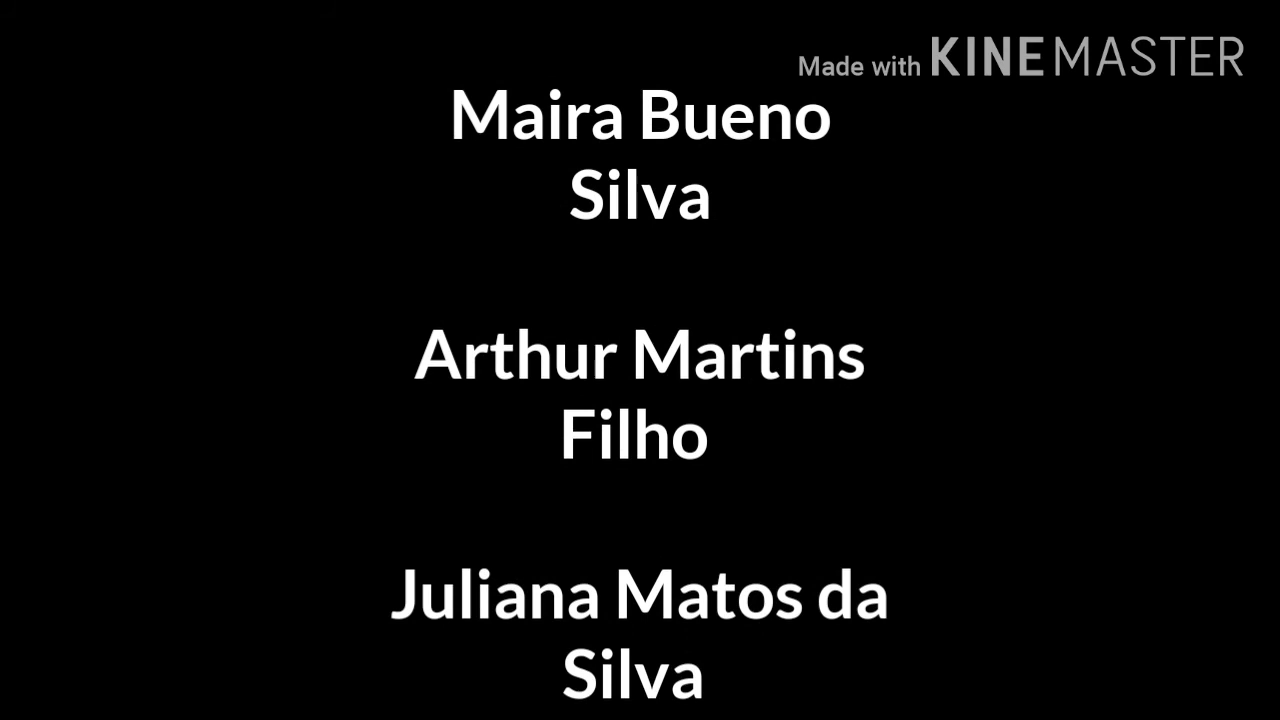 Made with KINEMASTER
Maira Bueno
Silva
Arthur Martins
Filho
Juliana Matos da
Silva